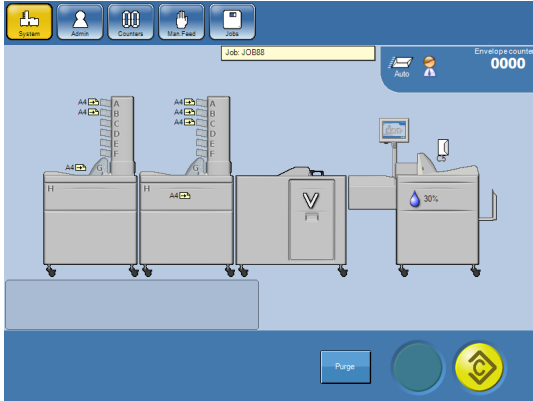 System
Admin
Counters
Man.Feed
Jobs
Job: JOB88
Auto
Envelope counter
0000
A4 A
A4 B
C
D
E
F
A4 G
H
A4 A
A4 B
A4 C
D
E
F
G
H
A4
V
C5
30%
Purge
C